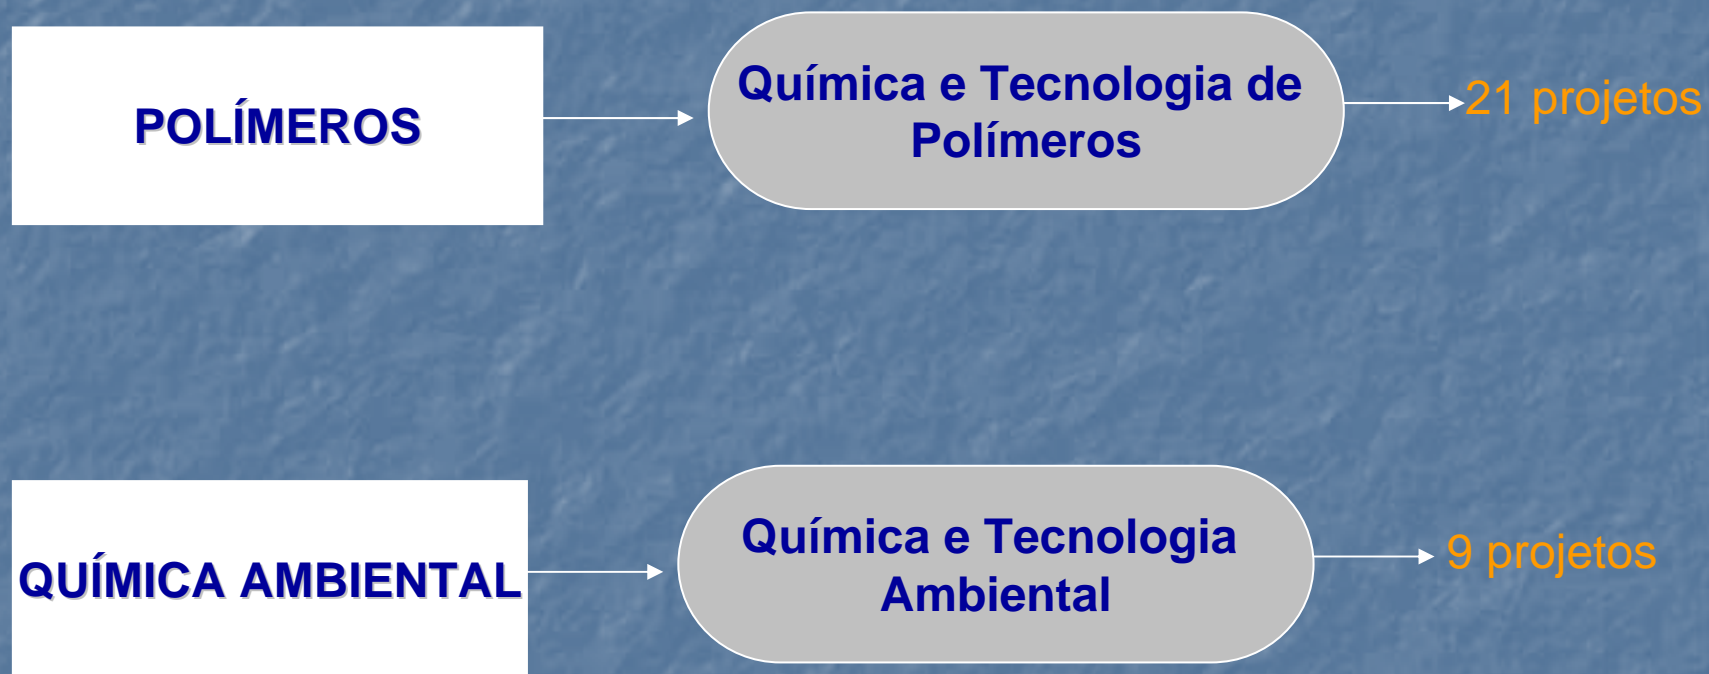 POLÍMEROS
Química e Tecnologia de
Polímeros
21 projetos
QUÍMICA AMBIENTAL
Química e Tecnologia
Ambiental
9 projetos